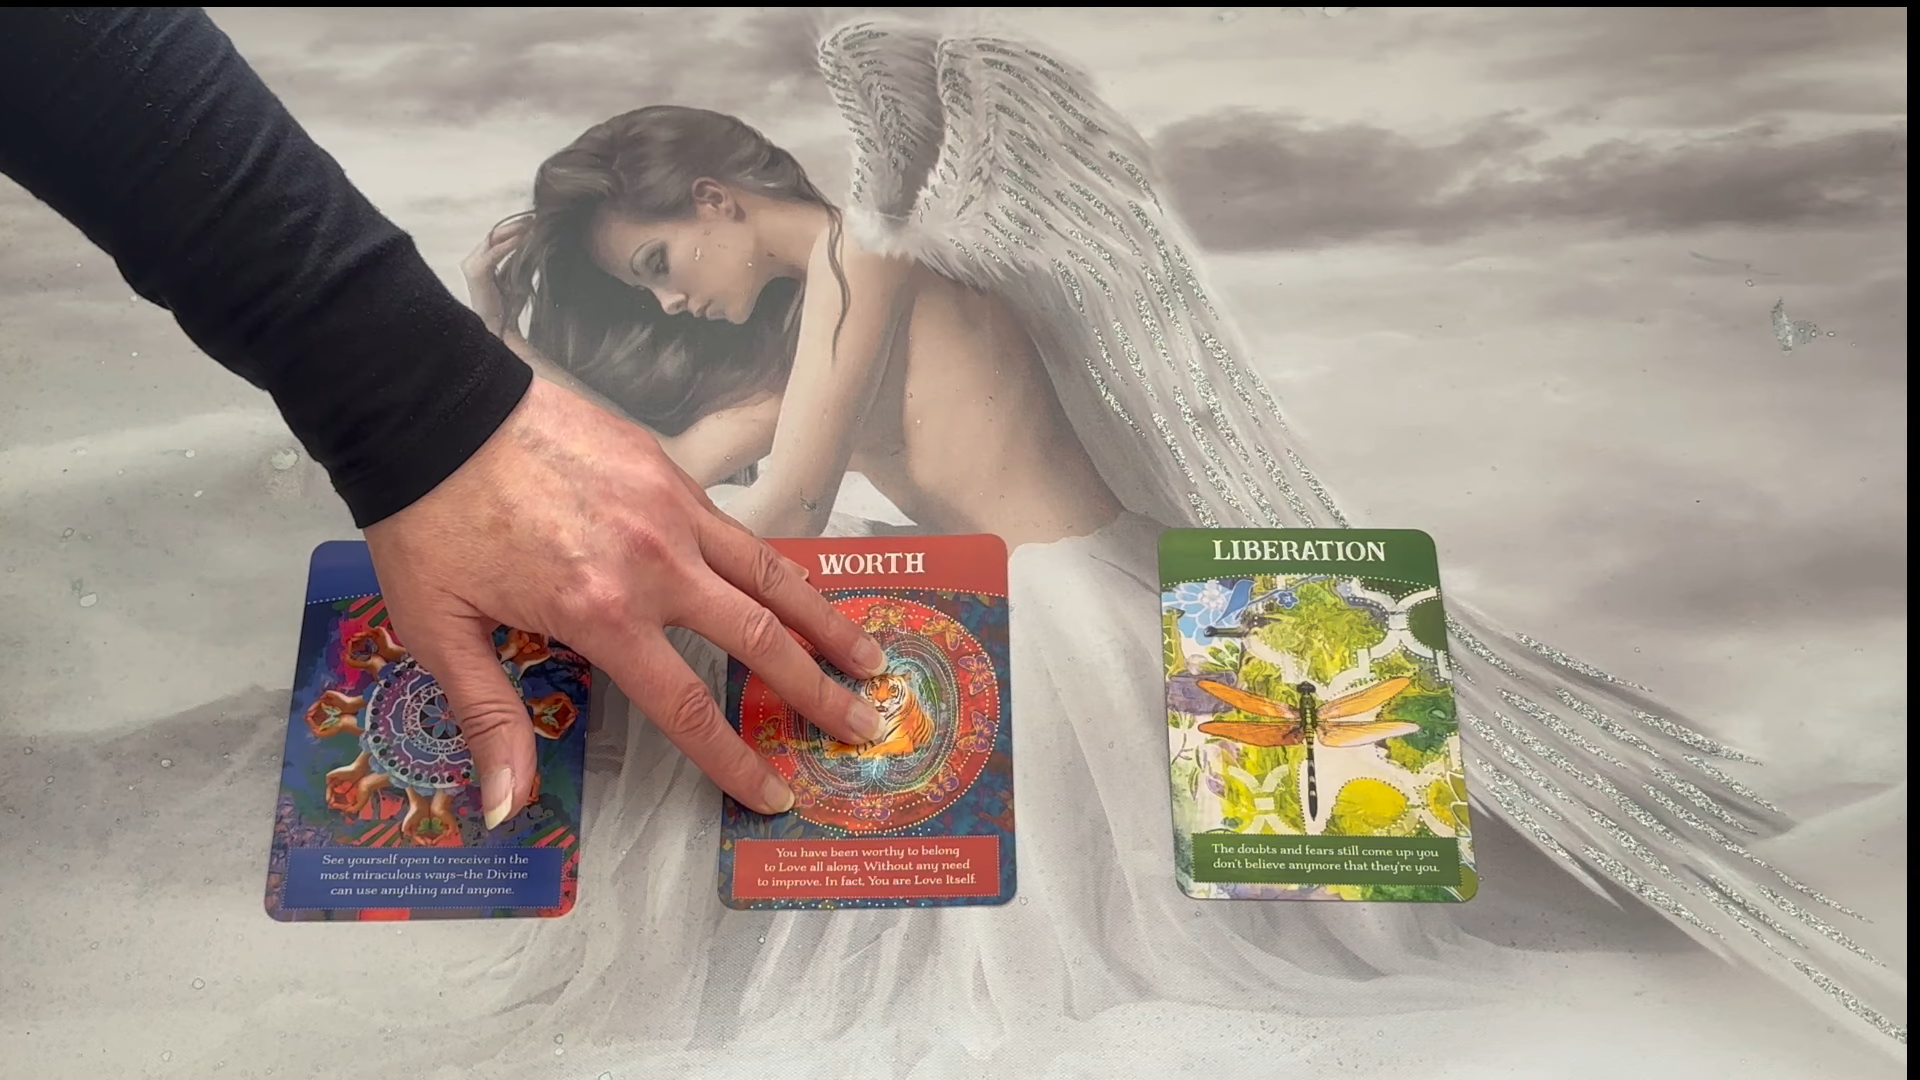 See yourself open to receive in the
most miraculous ways—the Divine
can use anything and anyone.
WORTH
You have been worthy to belong
to Love all along. Without any need
to improve. In fact, You are Love Itself.
LIBERATION
The doubts and fears still come up; you
don't believe anymore that they're you.